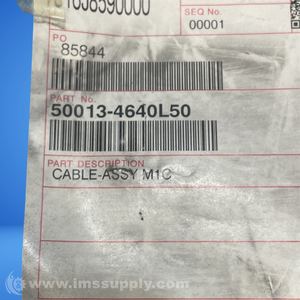 SEQ No.
00001
PO
85844
PART No.
50013-4640L50
PART DESCRIPTION
CABLE-ASSY M1C
© www.imssupply.com